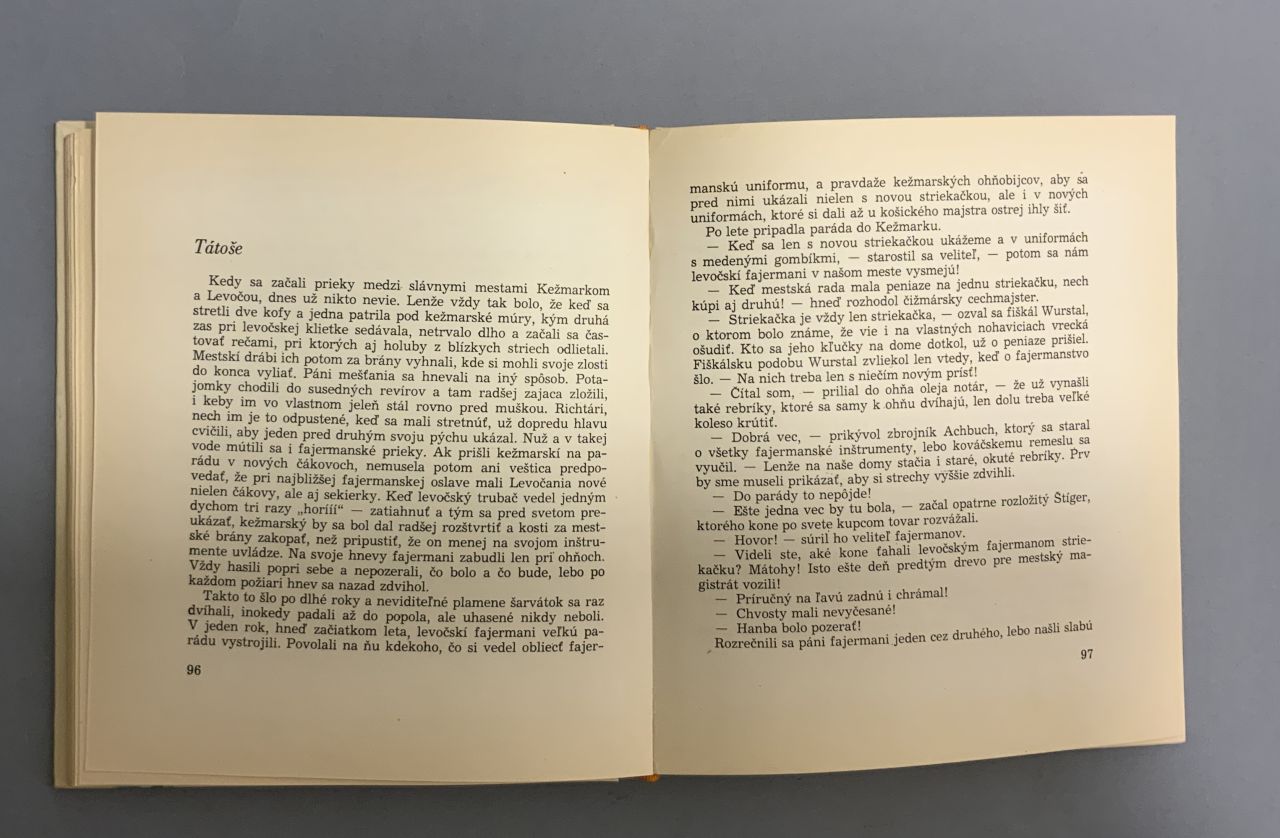 Tátoše
Kedy sa začali prieky medzi slávnymi mestami Kežmarkom
a Levočou, dnes už nikto nevie. Lenže vždy tak bolo, že keď sa
stretli dve kofy a jedna patrila pod kežmarské múry, kým druhá
zas pri levočskej klietke sedávala, netrvalo dlho a začali sa čas-
tovať rečami, pri ktorých aj holuby z blízkych striech odlietali.
Mestskí drábi ich potom za brány vyhnali, kde si mohli svoje zlosti
do konca vyliať. Páni mešťania sa hnevali na iný spôsob. Pota-
jomky chodili do susedných revírov a tam radšej zajaca zložili,
i keby im vo vlastnom jeleň stál rovno pred muškou. Richtári,
nech im je to odpustené, keď sa mali stretnúť, už dopredu hlavu
cvičili, aby jeden pred druhým svoju pýchu ukázal. Nuž a v takej
vode mútili sa i fajermanské prieky. Ak prišli kežmarskí na pa-
rádu v nových čákovoch, nemusela potom ani veštica predpo-
vedať, že pri najbližšej fajermanskej oslave mali Levočania nové
nielen čákovy, ale aj sekierky. Keď levočský trubač vedel jedným
dychom tri razy „horííí“ — zatiahnuť a tým sa pred svetom pre-
ukázať, kežmarský by sa bol dal radšej rozštvrtiť a kosti za mest-
ské brány zakopať, než pripustiť, že on menej na svojom inštru-
mente uvládze. Na svoje hnevy fajermani zabudli len pri ohňoch.
Vždy hasili popri sebe a nepozerali, čo bolo a čo bude, lebo po
každom požiari hnev sa nazad zdvihol.
Takto to šlo po dlhé roky a neviditeľné plamene šarvátok sa raz
dvíhali, inokedy padali až do popola, ale uhasené nikdy neboli.
V jeden rok, hneď začiatkom leta, levočskí fajermani veľkú pa-
rádu vystrojili. Povolali na ňu kdekoho, čo si vedel obliecť fajer-
96
manskú uniformu, a pravdaže kežmarských ohňobijcov, aby sa
pred nimi ukázali nielen s novou striekačkou, ale i v nových
uniformách, ktoré si dali až u košického majstra ostrej ihly šiť.
Po lete pripadla paráda do Kežmarku.
— Keď sa len s novou striekačkou ukážeme a v uniformách
s medenými gombíkmi, — starostil sa veliteľ, — potom sa nám
levočskí fajermani v našom meste vysmejú!
— Keď mestská rada mala peniaze na jednu striekačku, nech
kúpi aj druhú! — hneď rozhodol čižmársky cechmajster.
— Striekačka je vždy len striekačka, — ozval sa fiškál Wurstal,
o ktorom bolo známe, že vie i na vlastných nohaviciach vrecká
ošudiť. Kto sa jeho kľučky na dome dotkol, už o peniaze prišiel.
Fiškálsku podobu Wurstal zvliekol len vtedy, keď o fajermanstvo
šlo. — Na nich treba len s niečím novým prísť!
— Čítal som, — prilial do ohňa oleja notár, — že už vynašli
také rebríky, ktoré sa samy k ohňu dvíhajú, len dolu treba veľké
koleso krútiť.
— Dobrá vec, — prikývol zbrojník Achbuch, ktorý sa staral
o všetky fajermanské inštrumenty, lebo kováčskemu remeslu sa
vyučil. — Lenže na naše domy stačia i staré, okuté rebríky. Prv
by sme museli prikázať, aby si strechy vyššie zdvihli.
— Do parády to nepôjde!
— Ešte jedna vec by tu bola, — začal opatrne rozložitý Štíger,
ktorého kone po svete kupcom tovar rozvážali.
— Hovor! — súril ho veliteľ fajermanov.
— Videli ste, aké kone ťahali levočským fajermanom strie-
kačku? Mátohy! Isto ešte deň predtým drevo pre mestský ma-
gistrát vozili!
— Príručný na ľavú zadnú i chrámal!
— Chvosty mali nevyčesané!
— Hanba bolo pozerať!
Rozrečnili sa páni fajermani jeden cez druhého, lebo našli slabú
97